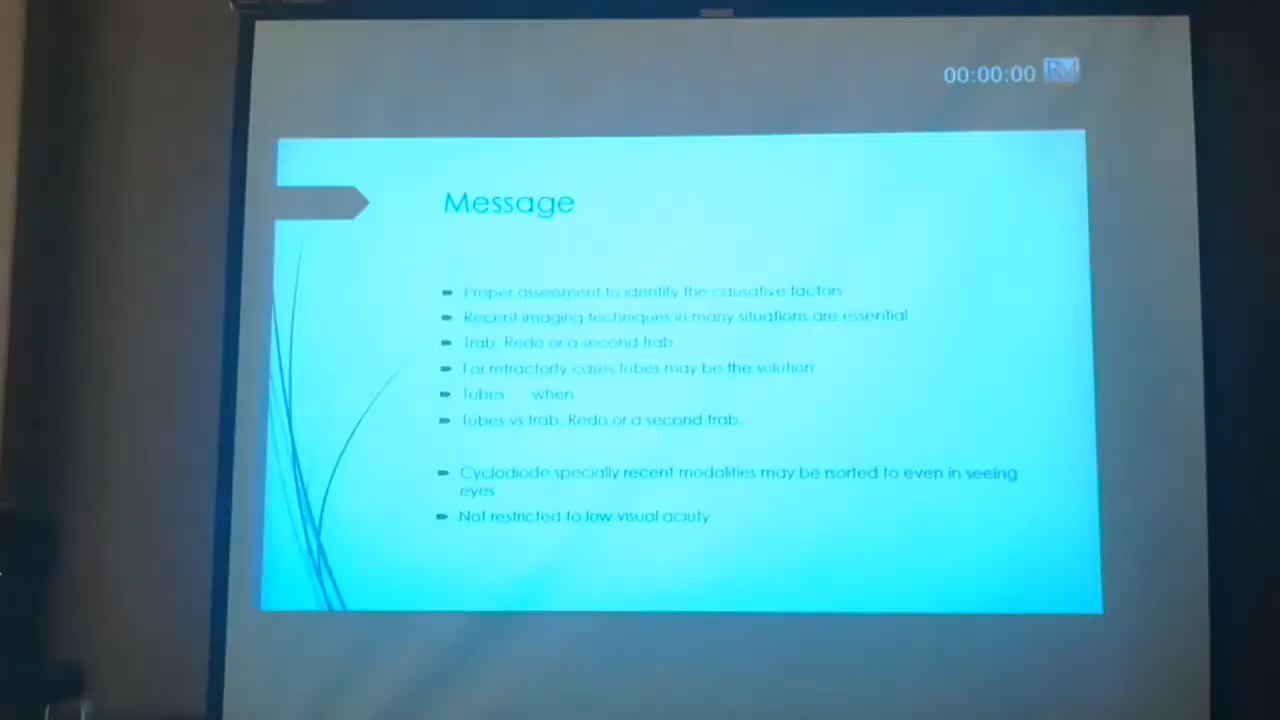 00:00:00
Message
Proper assessment to identify the causative factors
Recent imaging techniques in many situations are essential
Trab. Redo or a second trab
For refractorty cases tubes may be the solution
Tubes when
Tubes vs trab. Redo or a second trab.
Cyclodiode specially recent modalities may be rsorted to even in seeing
eyes
Not restricted to low visual aciuty